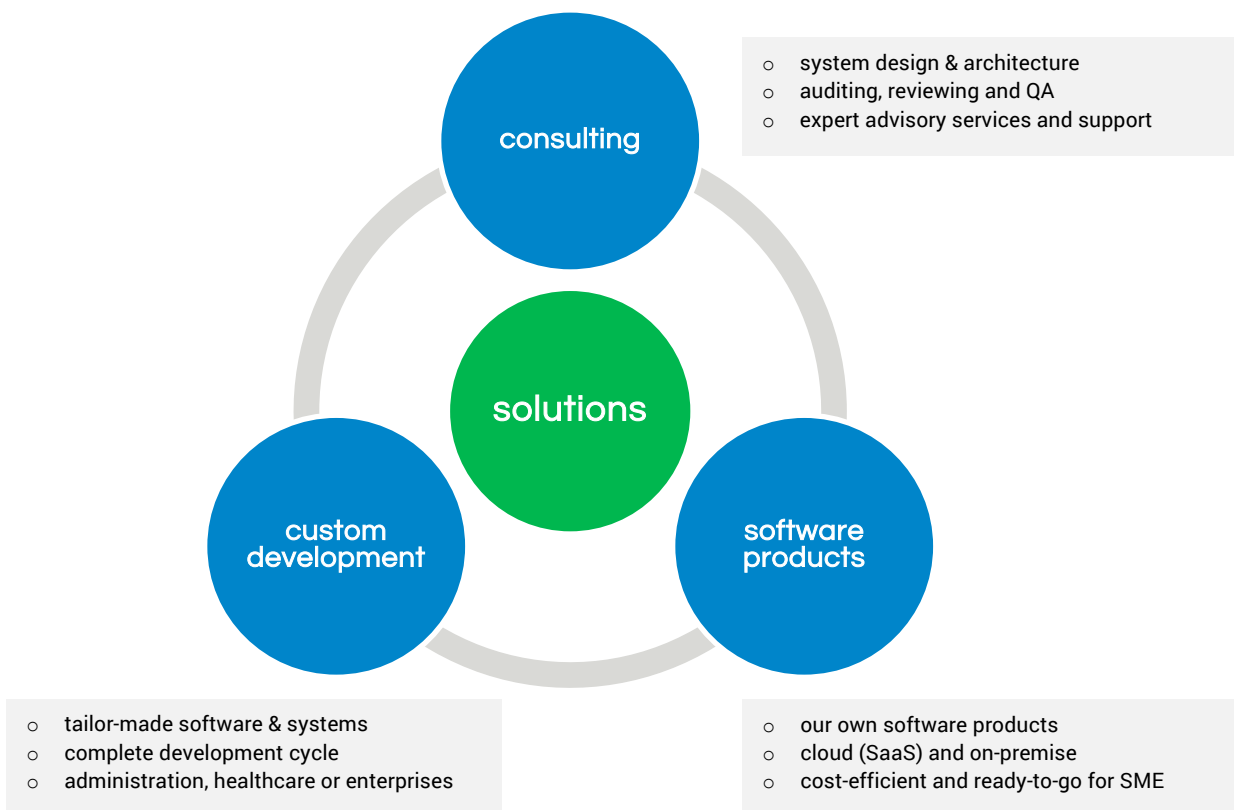 consulting
o system design & architecture
o auditing, reviewing and QA
o expert advisory services and support
solutions
custom
development
software
products
o tailor-made software & systems
o complete development cycle
o administration, healthcare or enterprises
o our own software products
o cloud (SaaS) and on-premise
o cost-efficient and ready-to-go for SME